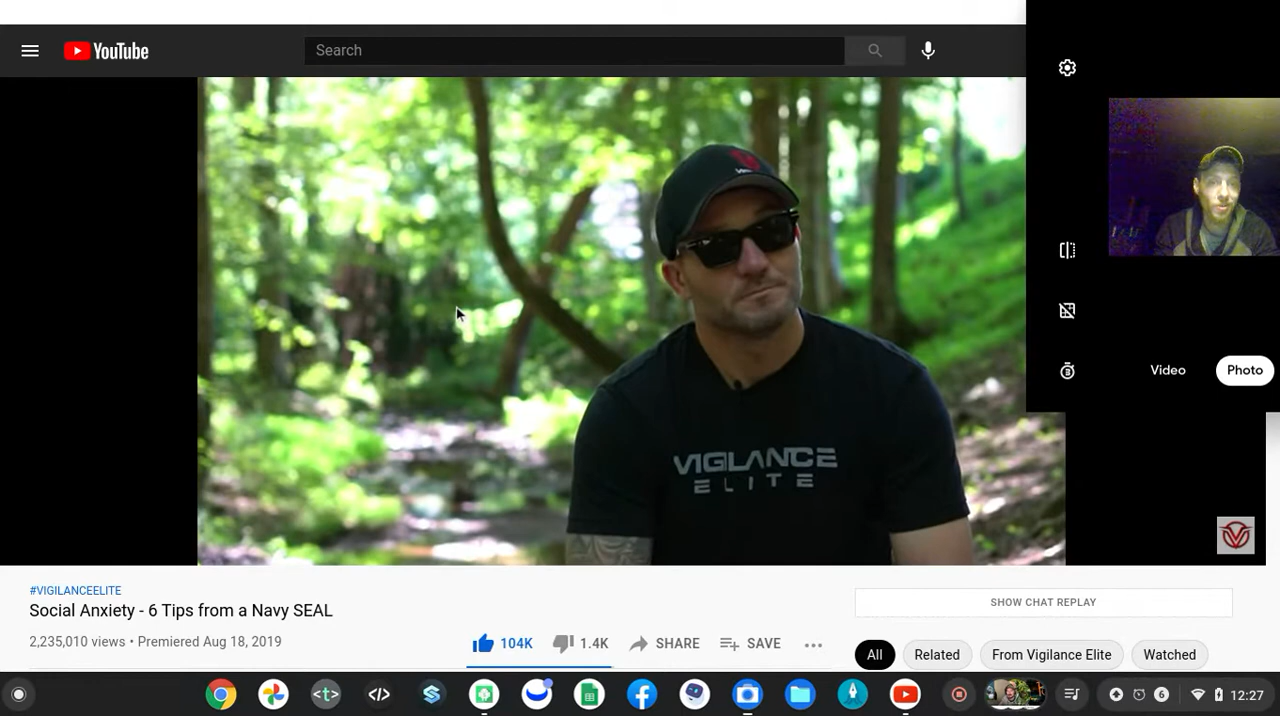 YouTube
Search
Video
Photo
VIGILANCE
ELITE
#VIGILANCEELITE
Social Anxiety - 6 Tips from a Navy SEAL
2,235,010 views • Premiered Aug 18, 2019
104K
1.4K
SHARE
SAVE
SHOW CHAT REPLAY
All
Related
From Vigilance Elite
Watched
<t>
</>
6
12:27